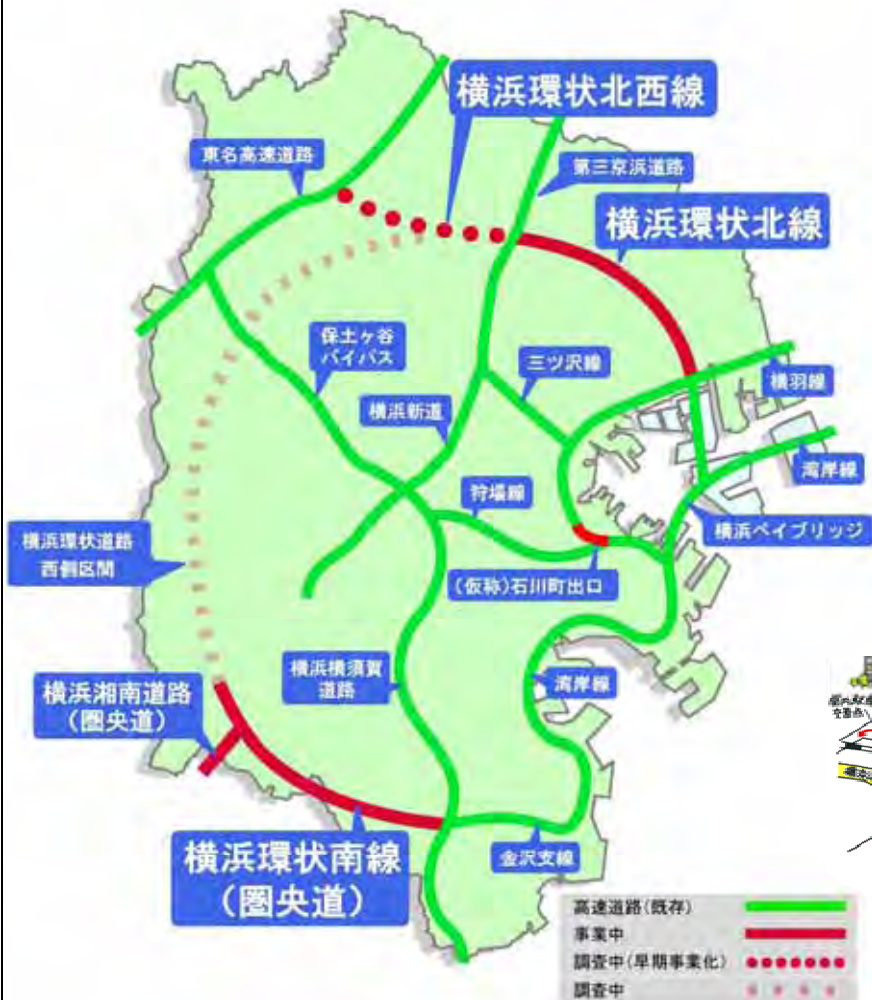 横浜環状北西線
東名高速道路
第三京浜道路
横浜環状北線
保土ヶ谷
バイパス
三ツ沢線
横羽線
横浜新道
湾岸線
狩場線
横浜ベイブリッジ
横浜環状道路
西側区間
(仮称)石川町出口
横浜湘南道路
(圏央道)
横浜横須賀
道路
湾岸線
横浜環状南線
(圏央道)
金沢支線
高速道路(既存)
事業中
調査中(早期事業化)
調査中